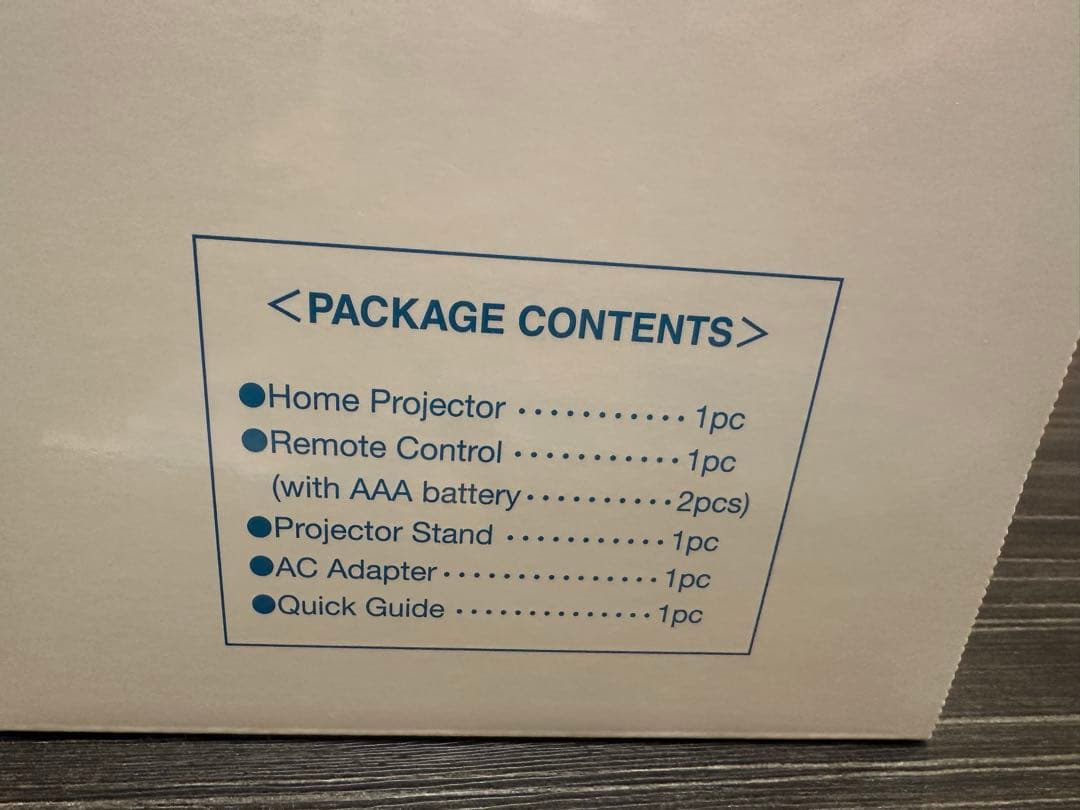 <PACKAGE CONTENTS>
●Home Projector ........... 1pc
●Remote Control ........... 1pc
(with AAA battery.......... 2pcs)
●Projector Stand ........... 1pc
●AC Adapter............... 1pc
●Quick Guide .............. 1pc